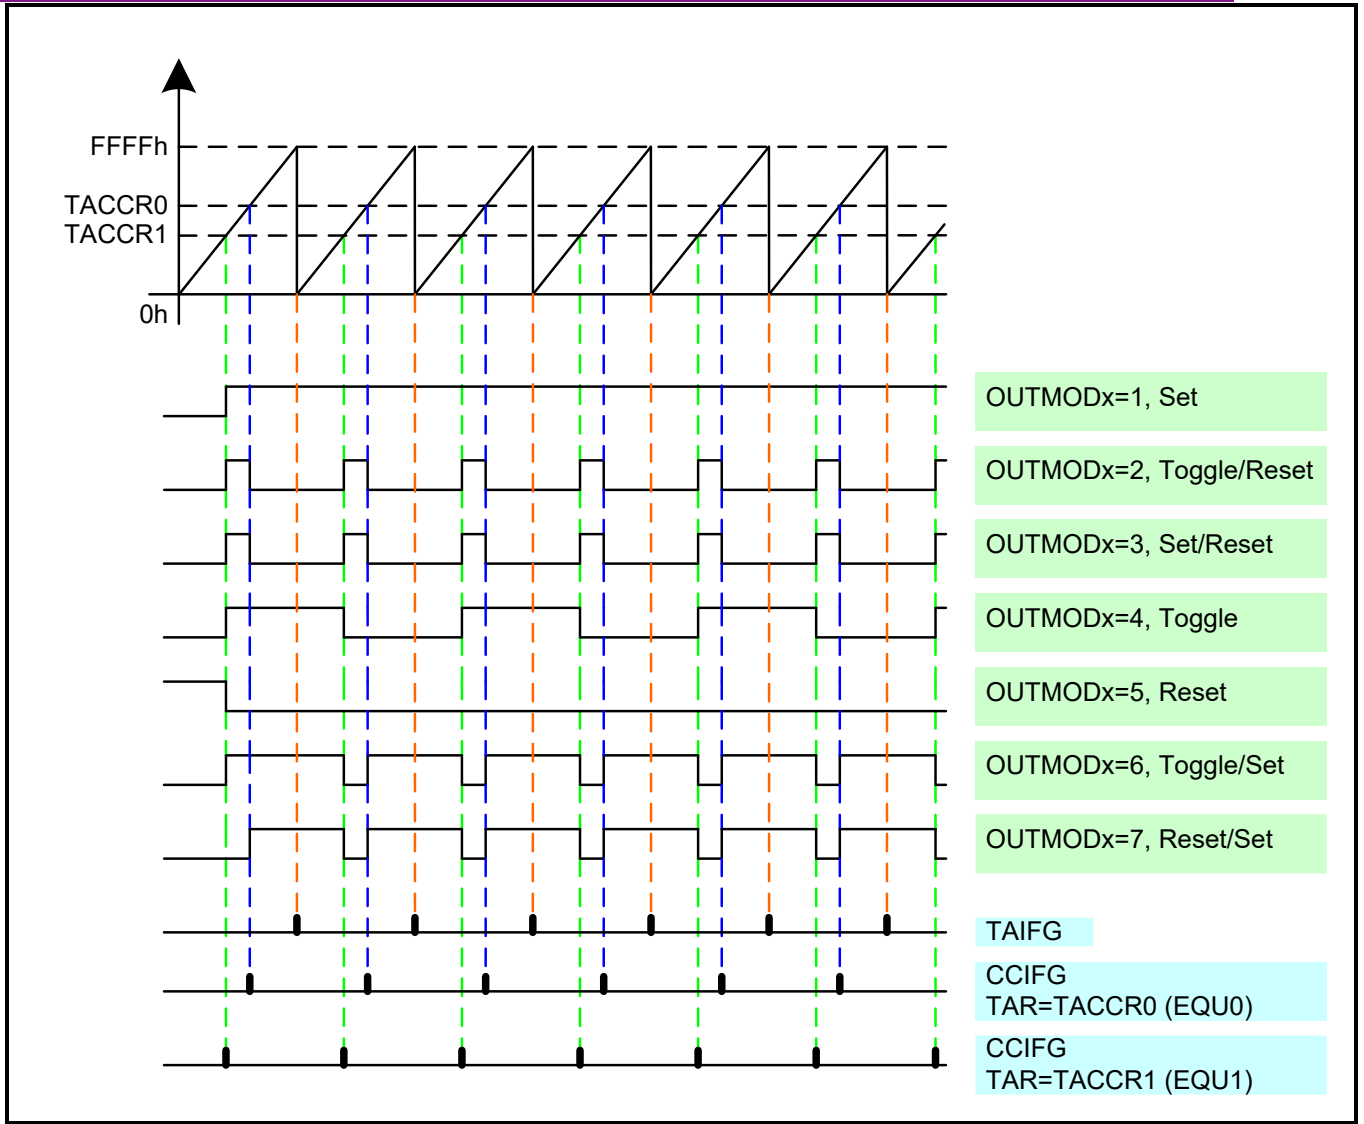 FFFFh
TACCR0
TACCR1
0h
OUTMODx=1, Set
OUTMODx=2, Toggle/Reset
OUTMODx=3, Set/Reset
OUTMODx=4, Toggle
OUTMODx=5, Reset
OUTMODx=6, Toggle/Set
OUTMODx=7, Reset/Set
TAIFG
CCIFG
TAR=TACCR0 (EQU0)
CCIFG
TAR=TACCR1 (EQU1)